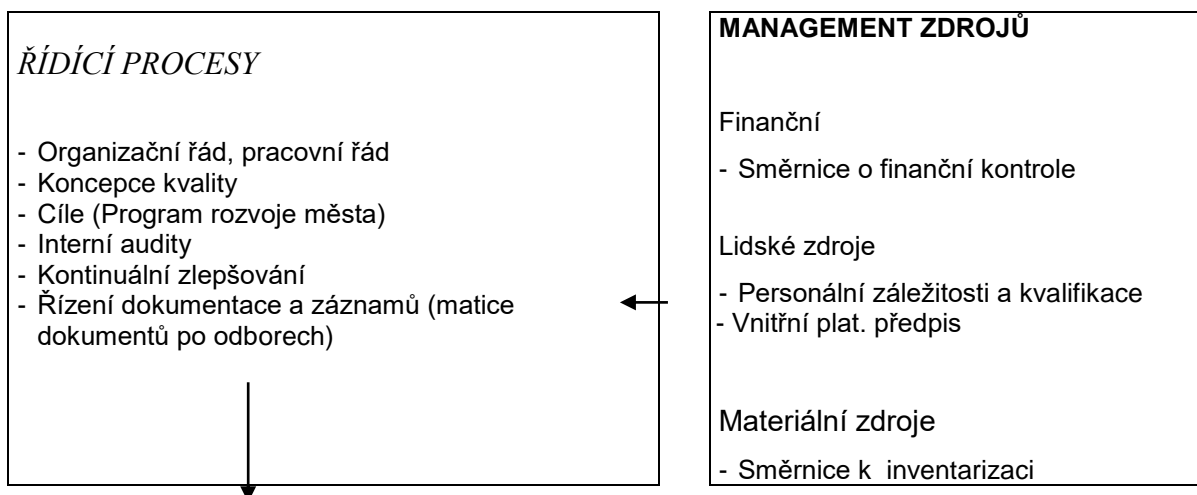 ŘÍDÍCÍ PROCESY
- Organizační řád, pracovní řád
- Koncepce kvality
- Cíle (Program rozvoje města)
- Interní audity
- Kontinuální zlepšování
- Řízení dokumentace a záznamů (matice
dokumentů po odborech)
MANAGEMENT ZDROJŮ
Finanční
- Směrnice o finanční kontrole
Lidské zdroje
- Personální záležitosti a kvalifikace
- Vnitřní plat. předpis
Materiální zdroje
- Směrnice k  inventarizaci